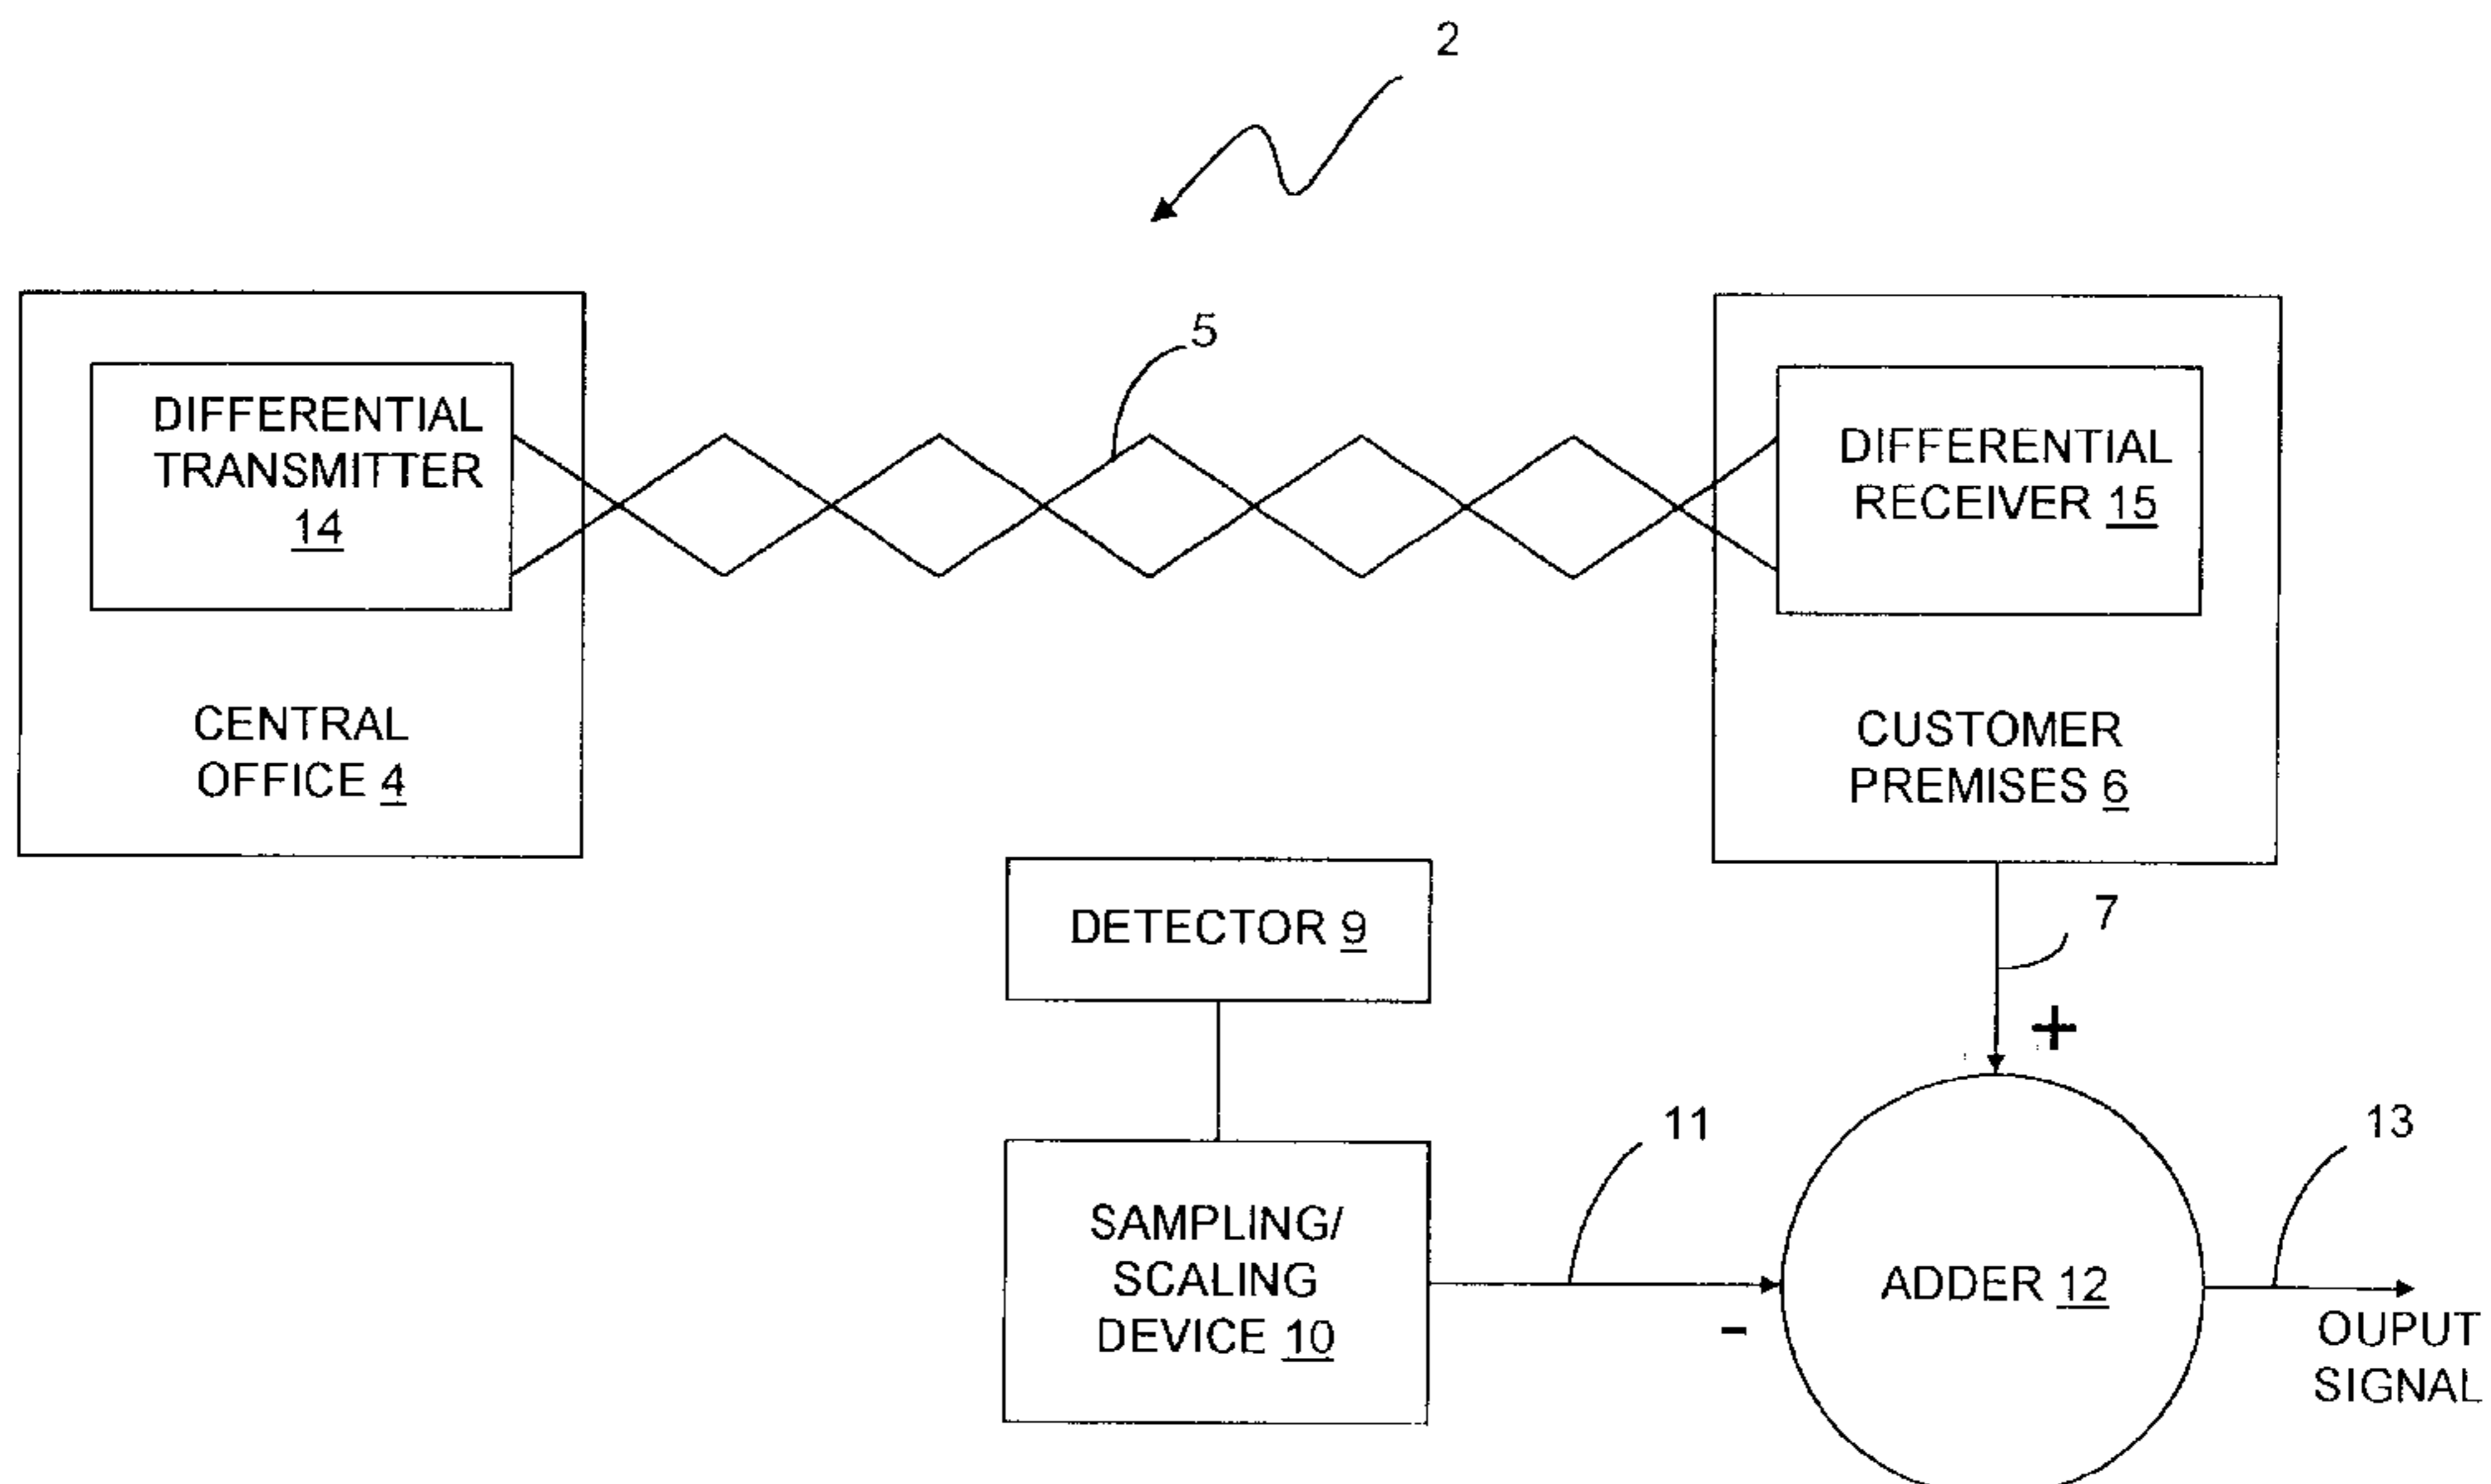 2
5
DIFFERENTIAL
TRANSMITTER
14
DIFFERENTIAL
RECEIVER 15
CENTRAL
OFFICE 4
CUSTOMER
PREMISES 6
DETECTOR 9
7
+
11
13
SAMPLING/
SCALING
DEVICE 10
-
ADDER 12
OUPUT
SIGNAL